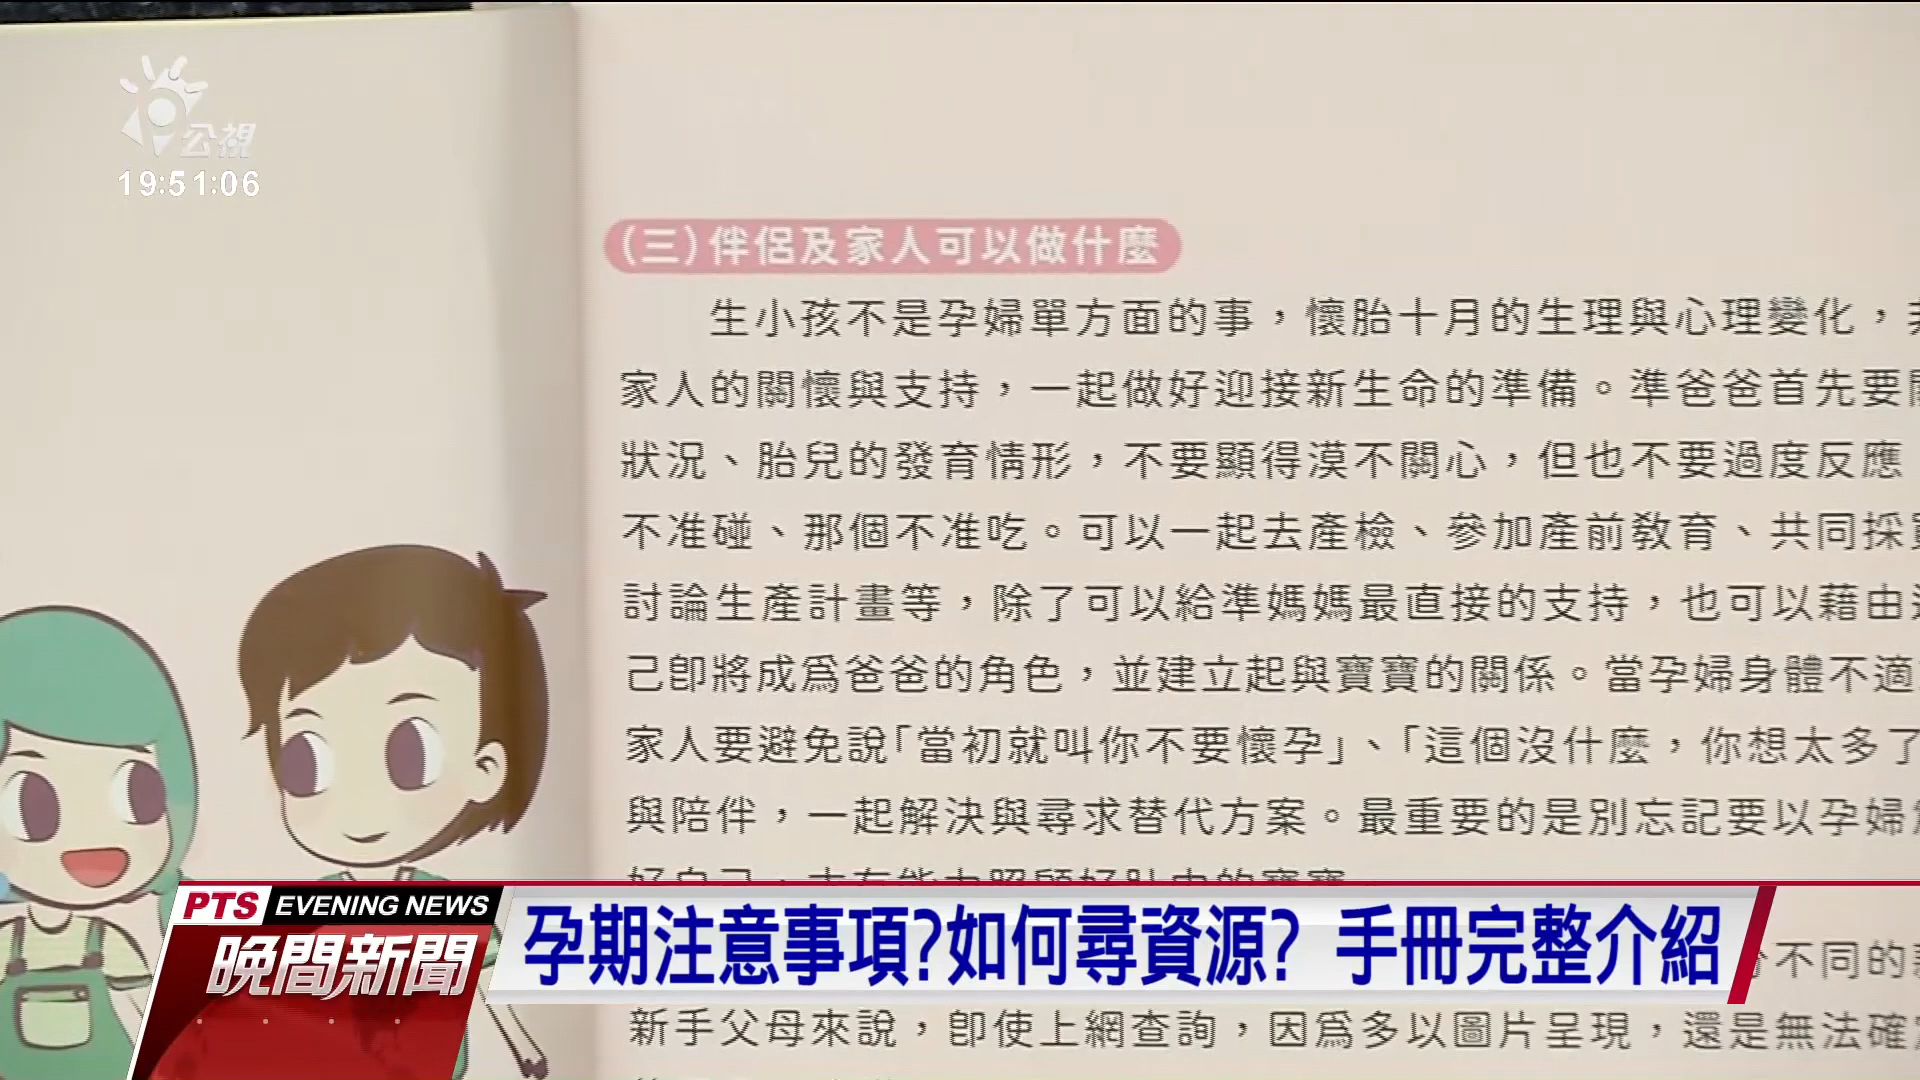 公視
19:51:06
(三)伴侶及家人可以做什麼
生小孩不是孕婦單方面的事,懷胎十月的生理與心理變化,
家人的關懷與支持,一起做好迎接新生命的準備。準爸爸首先要
狀況、胎兒的發育情形,不要顯得漠不關心,但也不要過度反應
不准碰、那個不准吃。可以一起去產檢、參加產前教育、共同採
討論生產計畫等,除了可以給準媽媽最直接的支持,也可以藉由
己即將成爲爸爸的角色,並建立起與寶寶的關係。當孕婦身體不適
家人要避免說「當初就叫你不要懷孕」、「這個沒什麼,你想太多了
與陪伴,一起解決與尋求替代方案。最重要的是別忘記要以孕婦
PTS EVENING NEWS
晚間新聞
孕期注意事項?如何尋資源? 手冊完整介紹
不同的
新手父母來說,即使上網查詢,因爲多以圖片呈現,還是無法確